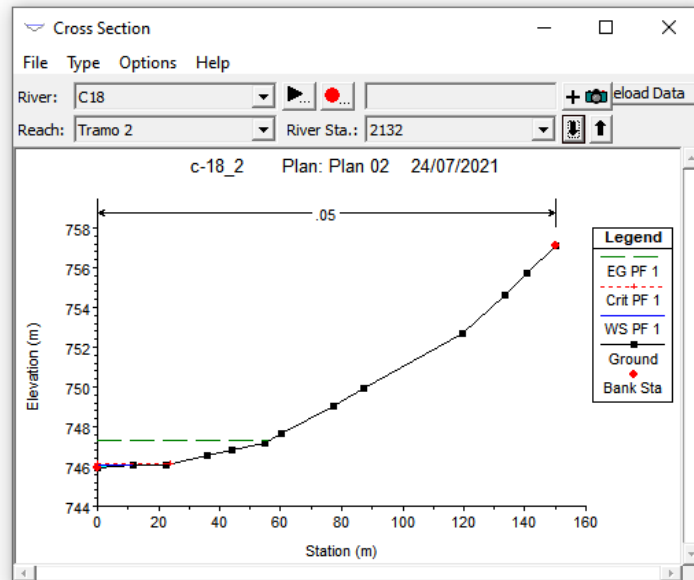 Cross Section
File Type Options Help
River: C18 ... ... + eload Data
Reach: Tramo 2 River Sta.: 2132
c-18_2 Plan: Plan 02 24/07/2021
.05
758
756
754
752
750
748
746
744
0 20 40 60 80 100 120 140 160
Elevation (m)
Station (m)
Legend
EG PF 1
Crit PF 1
WS PF 1
Ground
Bank Sta